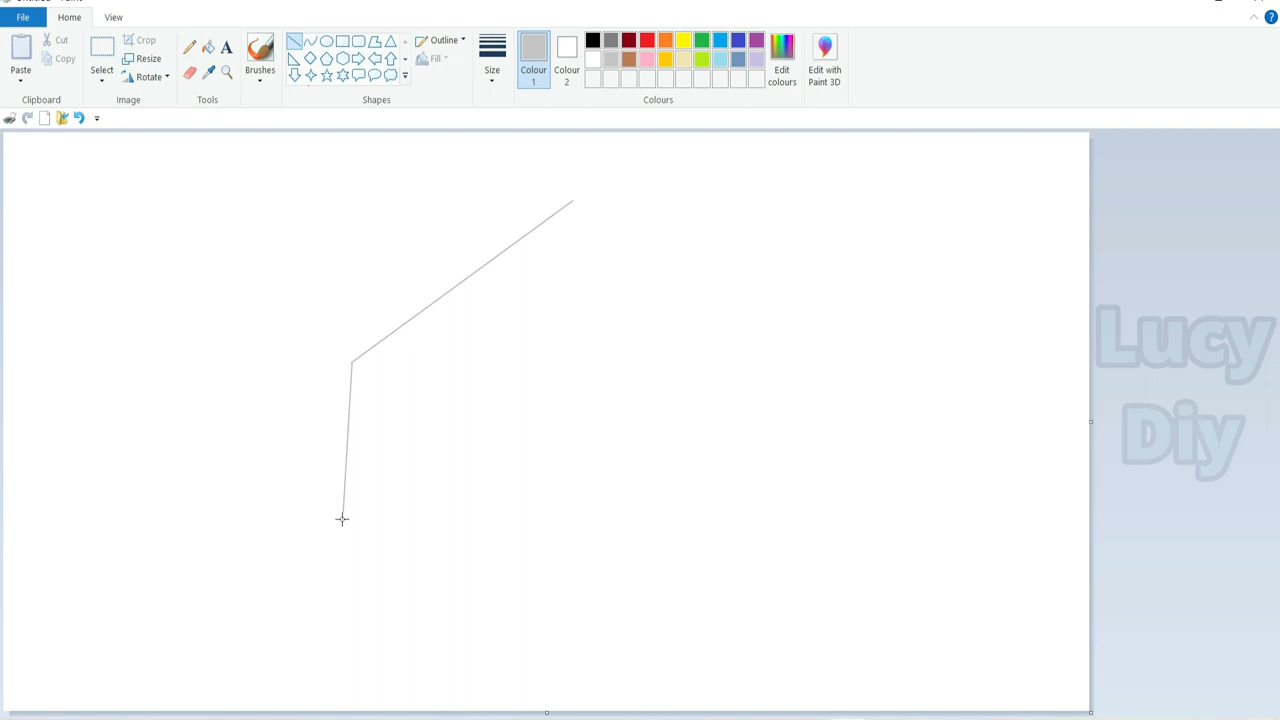 File Home View
Cut
Copy
Paste
Clipboard
Crop
Resize
Rotate
Select
Image
Tools
Brushes
Shapes
Outline
Fill
Size
Colour 1
Colour 2
Colours
Edit colours
Edit with Paint 3D
Lucy
Diy